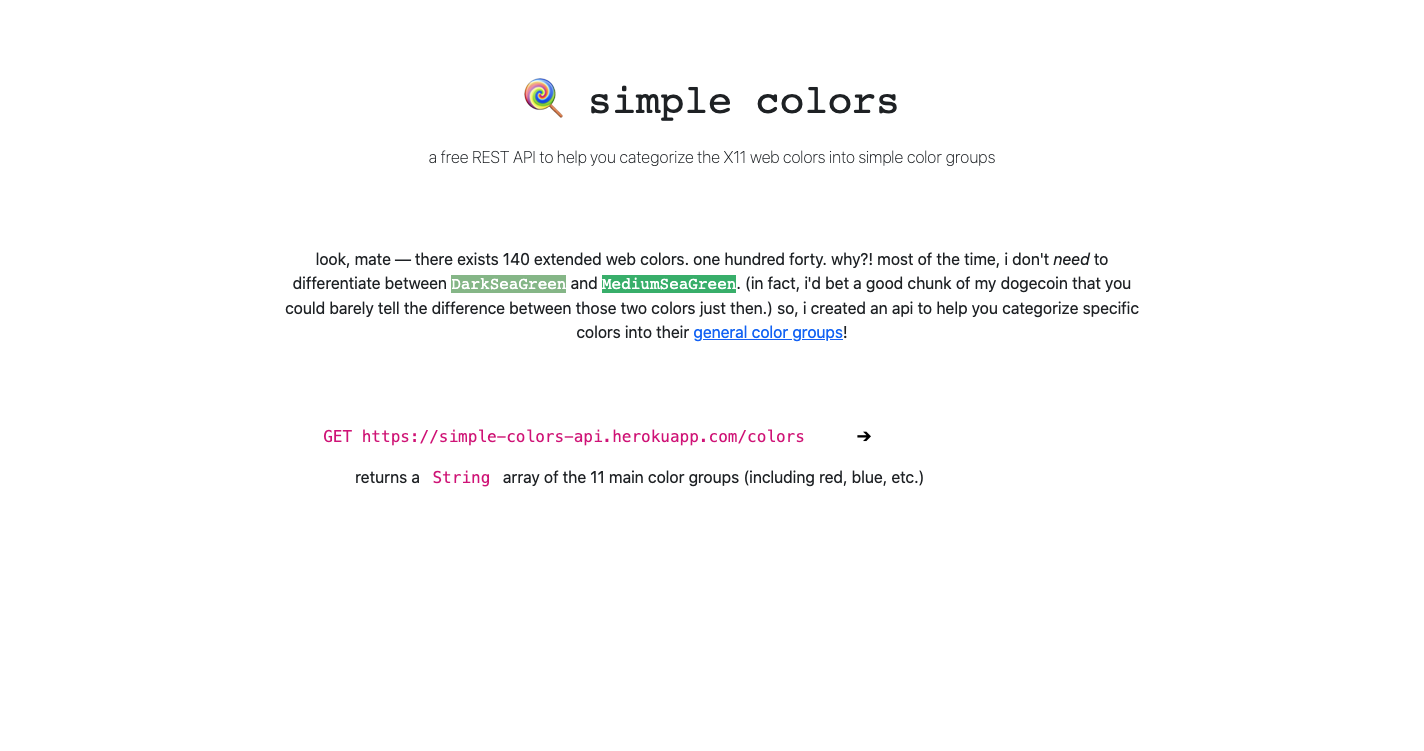 simple colors
a free REST API to help you categorize the X11 web colors into simple color groups
look, mate — there exists 140 extended web colors. one hundred forty. why?! most of the time, i don't need to
differentiate between DarkSeaGreen and MediumSeaGreen. (in fact, i'd bet a good chunk of my dogecoin that you
could barely tell the difference between those two colors just then.) so, i created an api to help you categorize specific
colors into their general color groups!
GET https://simple-colors-api.herokuapp.com/colors ➔
returns a String array of the 11 main color groups (including red, blue, etc.)